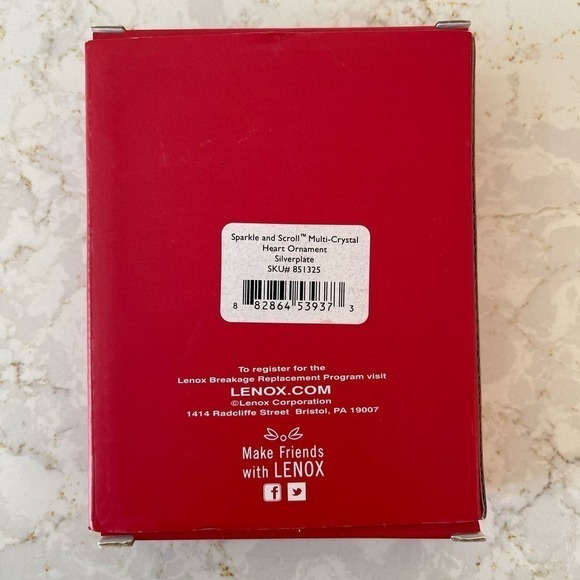 Sparkle and Scroll™ Multi-Crystal
Heart Ornament
Silverplate
SKU# 851325
8 82864 53937 3
To register for the
Lenox Breakage Replacement Program visit
LENOX.COM
©Lenox Corporation
1414 Radcliffe Street Bristol, PA 19007
Make Friends
with LENOX
f